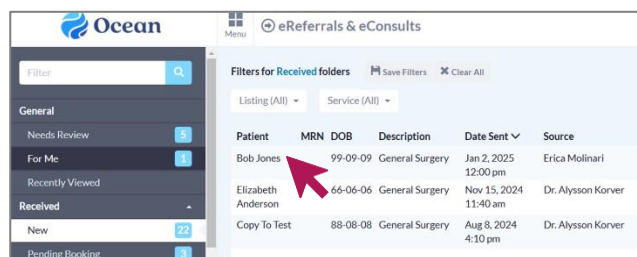 Ocean
Menu
eReferrals & eConsults
Filter
General
Needs Review 5
For Me 1
Recently Viewed
Received
New 22
Pending Booking 3
Filters for Received folders Save Filters Clear All
Listing (All) Service (All)
Patient MRN DOB Description Date Sent Source
Bob Jones 99-09-09 General Surgery Jan 2, 2025 Erica Molinari
12:00 pm
Elizabeth 66-06-06 General Surgery Nov 15, 2024 Dr. Alysson Korver
Anderson 11:40 am
Copy To Test 88-08-08 General Surgery Aug 8, 2024 Dr. Alysson Korver
4:10 pm